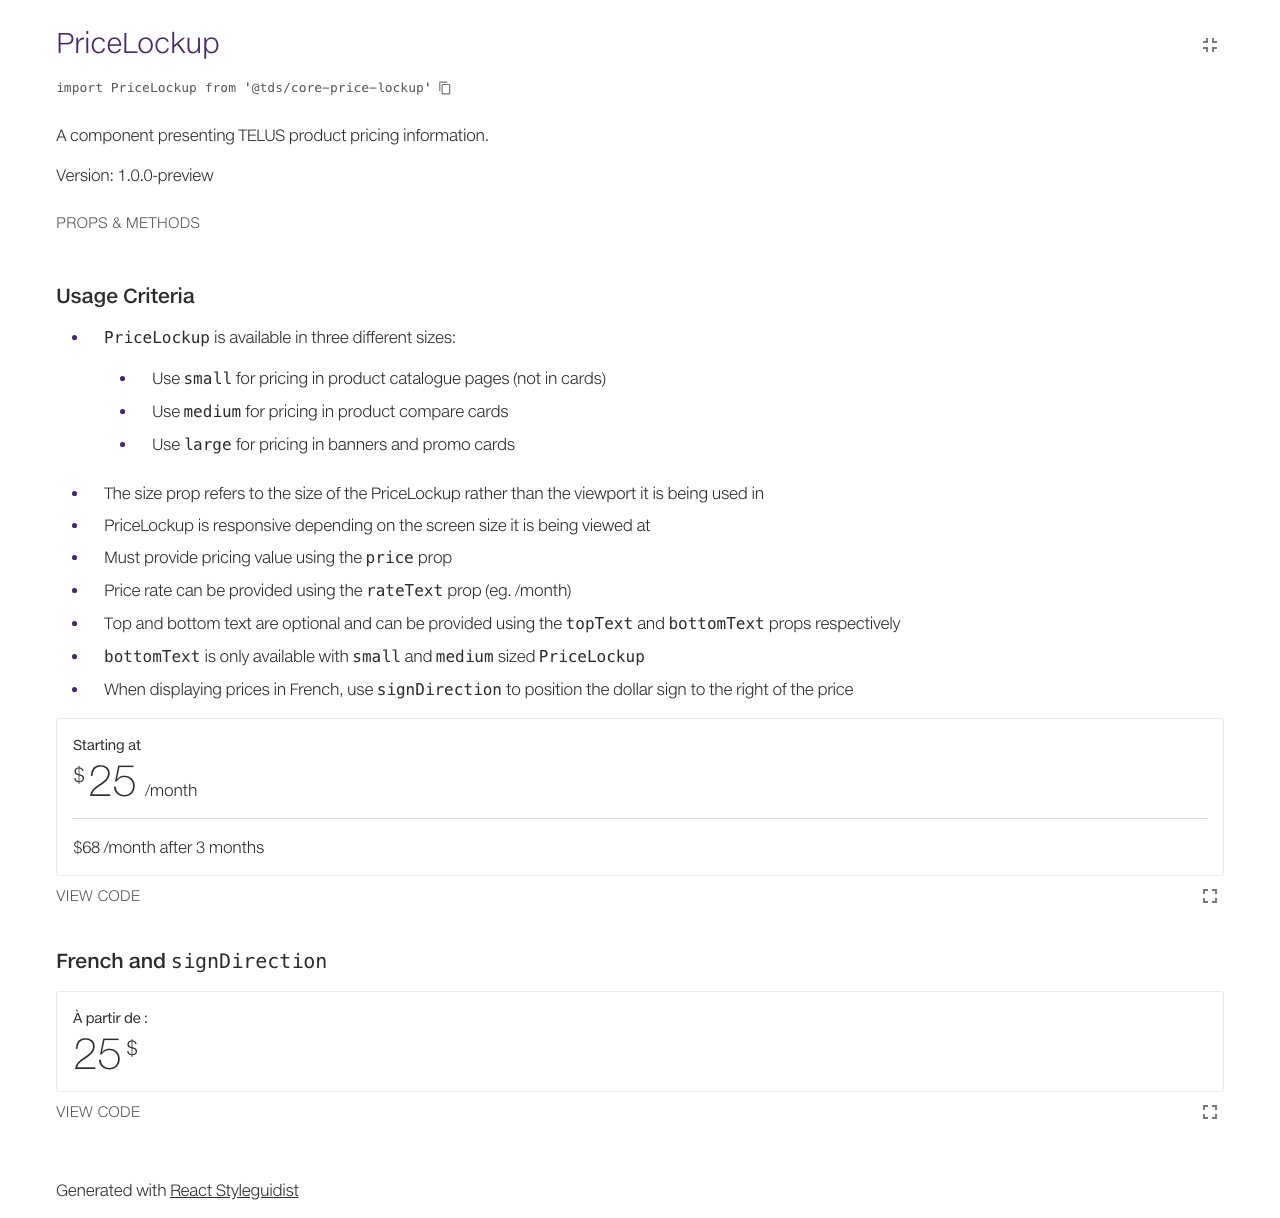 PriceLockup
import PriceLockup from '@tds/core-price-lockup'
A component presenting TELUS product pricing information.
Version: 1.0.0-preview
PROPS & METHODS
Usage Criteria
• PriceLockup is available in three different sizes:
• Use small for pricing in product catalogue pages (not in cards)
• Use medium for pricing in product compare cards
• Use large for pricing in banners and promo cards
• The size prop refers to the size of the PriceLockup rather than the viewport it is being used in
• PriceLockup is responsive depending on the screen size it is being viewed at
• Must provide pricing value using the price prop
• Price rate can be provided using the rateText prop (eg. /month)
• Top and bottom text are optional and can be provided using the topText and bottomText props respectively
• bottomText is only available with small and medium sized PriceLockup
• When displaying prices in French, use signDirection to position the dollar sign to the right of the price
Starting at
$25 /month
$68 /month after 3 months
VIEW CODE
French and signDirection
À partir de :
25 $
VIEW CODE
Generated with React Styleguidist